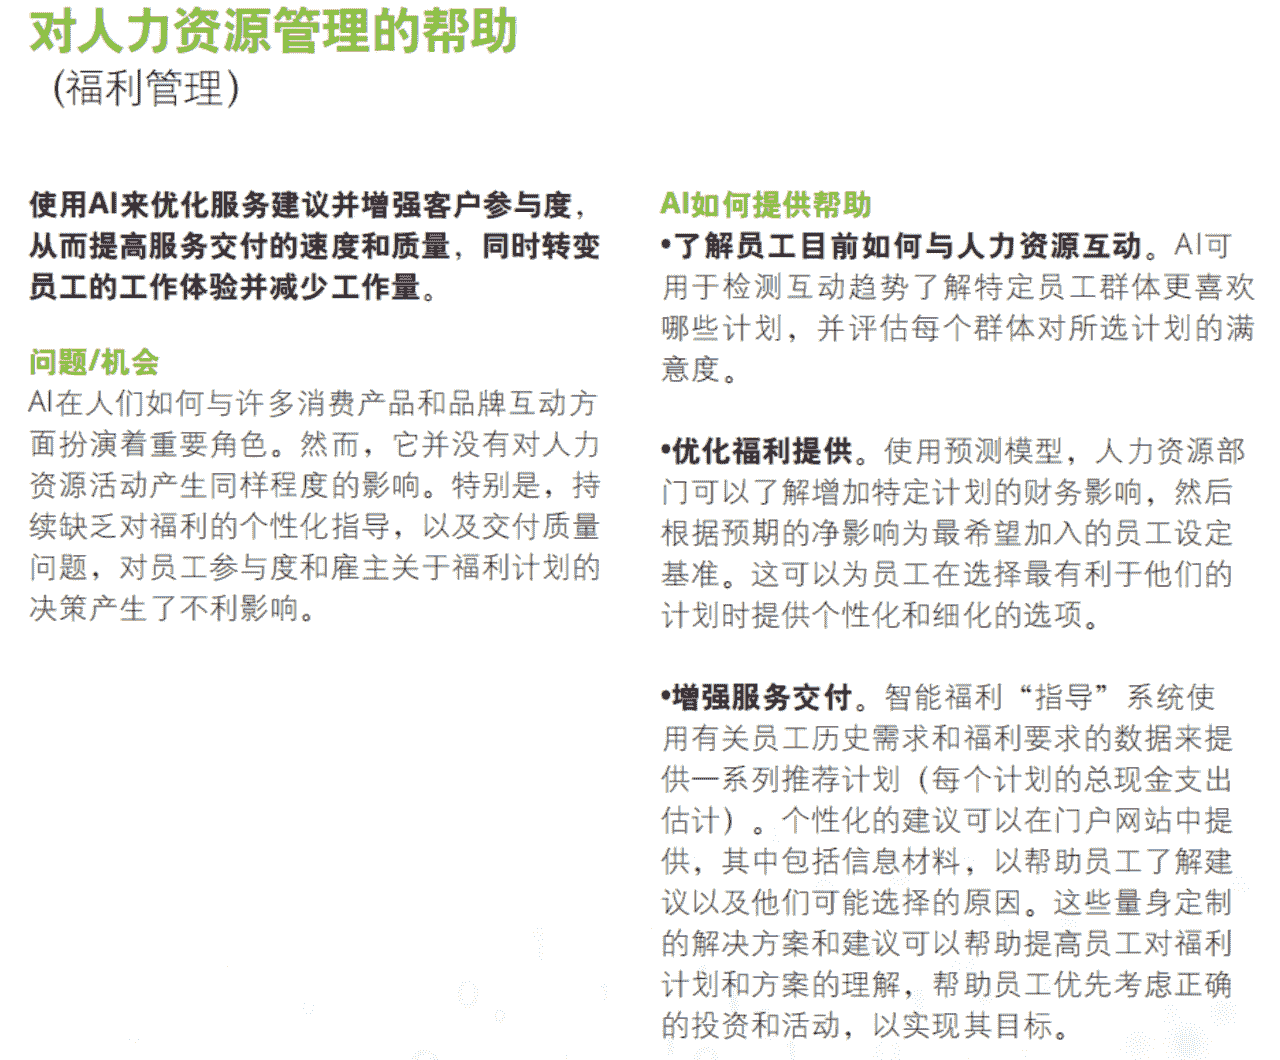 对人力资源管理的帮助
(福利管理)
使用AI来优化服务建议并增强客户参与度，
从而提高服务交付的速度和质量，同时转变
员工的工作体验并减少工作量。
问题/机会
AI在人们如何与许多消费产品和品牌互动方
面扮演着重要角色。然而，它并没有对人力
资源活动产生同样程度的影响。特别是，持
续缺乏对福利的个性化指导，以及交付质量
问题，对员工参与度和雇主关于福利计划的
决策产生了不利影响。
AI如何提供帮助
•了解员工目前如何与人力资源互动。AI可
用于检测互动趋势了解特定员工群体更喜欢
哪些计划，并评估每个群体对所选计划的满
意度。
•优化福利提供。使用预测模型，人力资源部
门可以了解增加特定计划的财务影响，然后
根据预期的净影响为最希望加入的员工设定
基准。这可以为员工在选择最有利于他们的
计划时提供个性化和细化的选项。
•增强服务交付。智能福利“指导”系统使
用有关员工历史需求和福利要求的数据来提
供一系列推荐计划（每个计划的总现金支出
估计）。个性化的建议可以在门户网站中提
供，其中包括信息材料，以帮助员工了解建
议以及他们可能选择的原因。这些量身定制
的解决方案和建议可以帮助提高员工对福利
计划和方案的理解，帮助员工优先考虑正确
的投资和活动，以实现其目标。